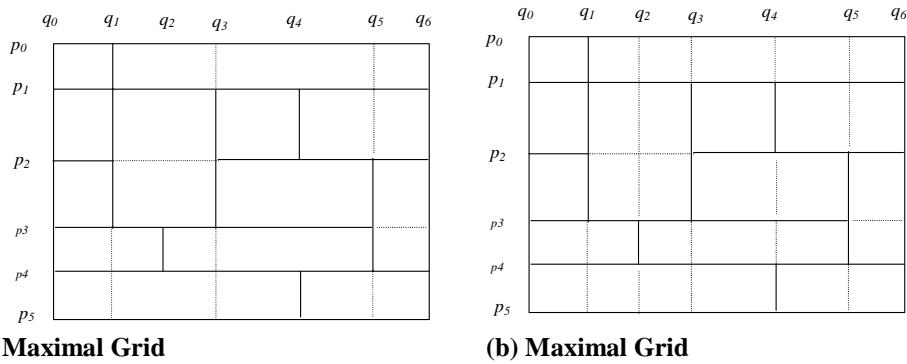 q0 q1 q2 q3 q4 q5 q6
p0
p1
p2
p3
p4
p5
Maximal Grid
q0 q1 q2 q3 q4 q5 q6
p0
p1
p2
p3
p4
p5
(b) Maximal Grid